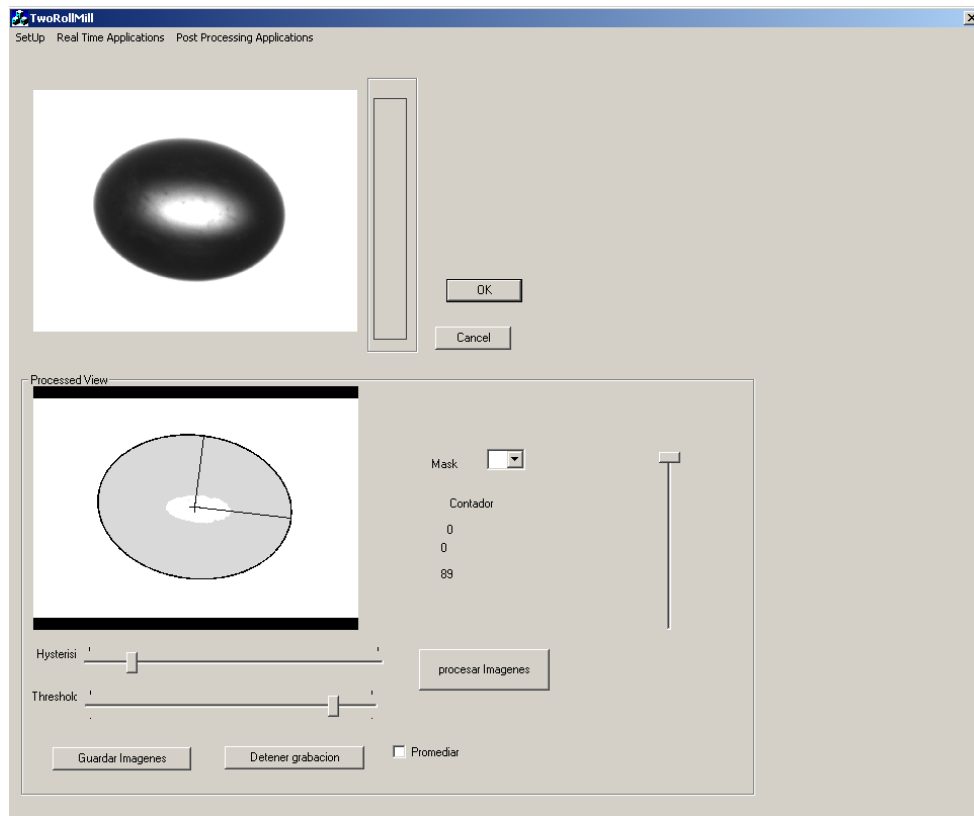 TwoRollMill
SetUp Real Time Applications Post Processing Applications
OK
Cancel
Processed View
Mask
Contador
0
0
89
Hysterisi
procesar Imagenes
Threshold
Guardar Imagenes
Detener grabacion
Promediar